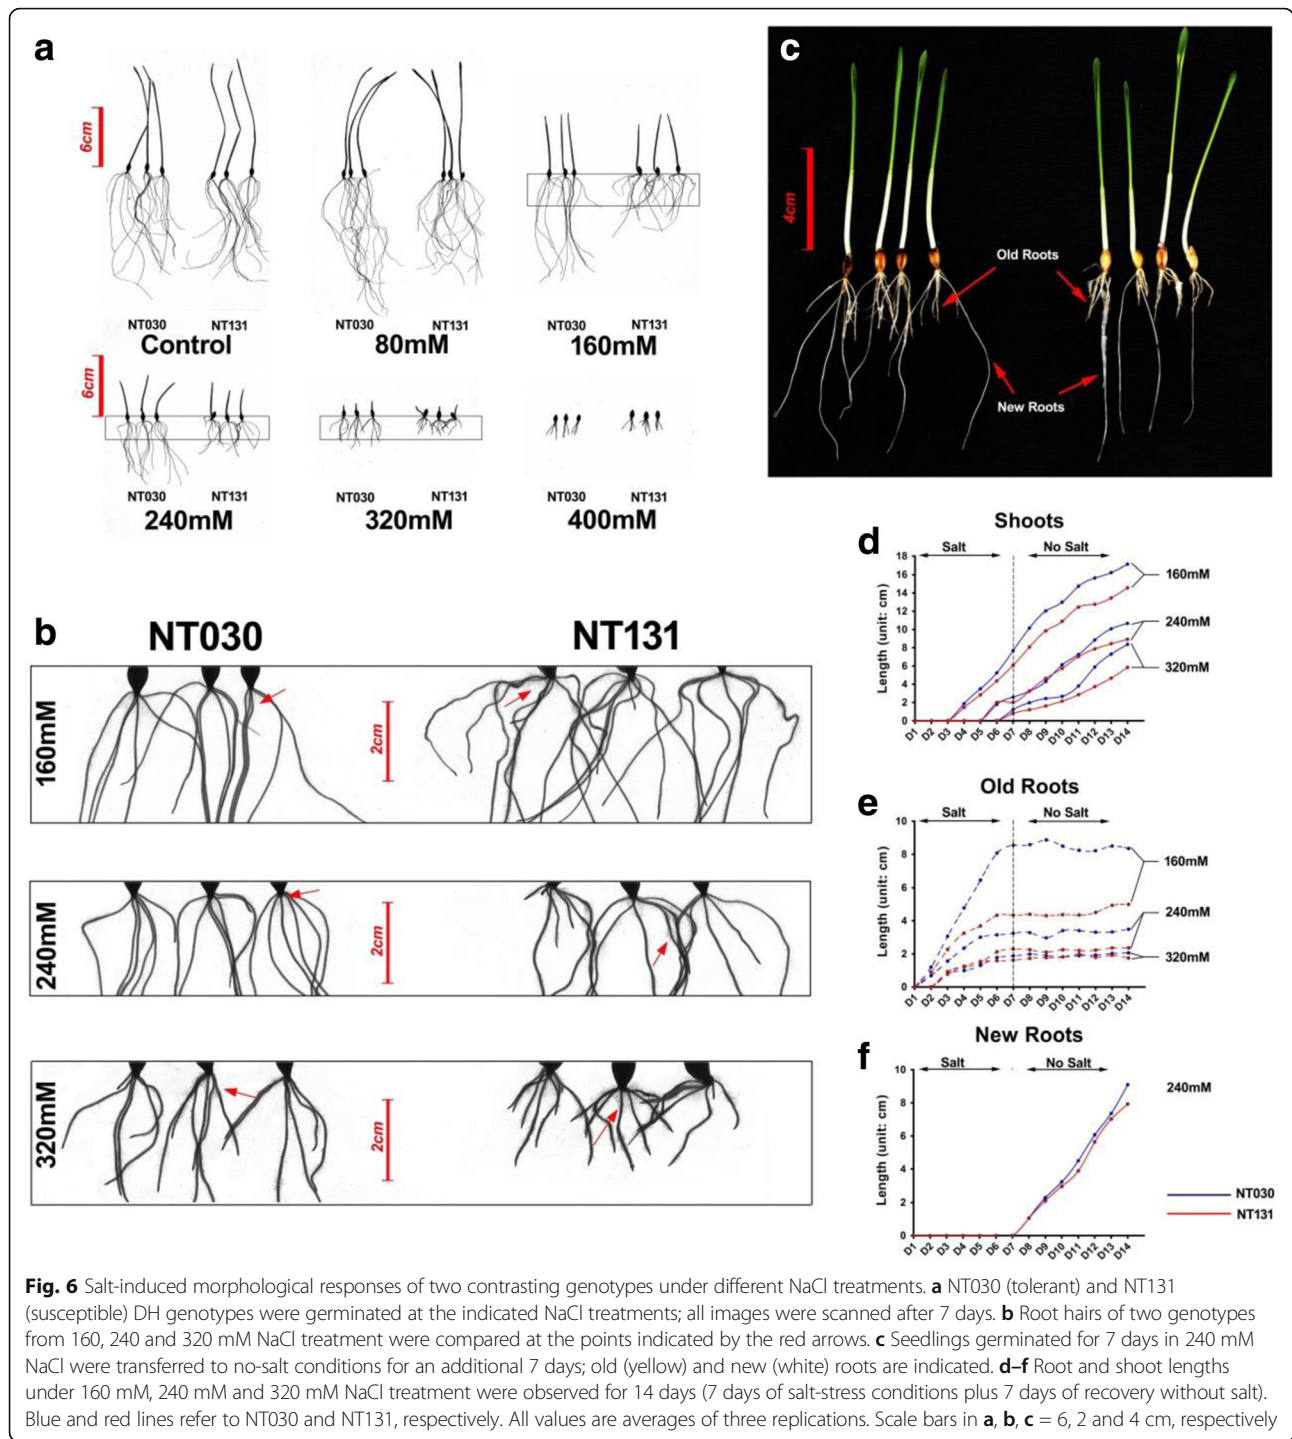 a
6cm
NT030 NT131
Control
NT030 NT131
80mM
NT030 NT131
160mM
6cm
NT030 NT131
240mM
NT030 NT131
320mM
NT030 NT131
400mM
b
NT030 NT131
160mM
2cm
240mM
2cm
320mM
2cm
c
4cm
Old Roots
New Roots
d
Shoots
Salt No Salt
Length (unit: cm)
18
16
14
12
10
8
6
4
2
0
D1 D2 D3 D4 D5 D6 D7 D8 D9 D10 D11 D12 D13 D14
160mM
240mM
320mM
e
Old Roots
Salt No Salt
Length (unit: cm)
10
8
6
4
2
0
D1 D2 D3 D4 D5 D6 D7 D8 D9 D10 D11 D12 D13 D14
160mM
240mM
320mM
f
New Roots
Salt No Salt
Length (unit: cm)
10
8
6
4
2
0
D1 D2 D3 D4 D5 D6 D7 D8 D9 D10 D11 D12 D13 D14
240mM
NT030
NT131
Fig. 6 Salt-induced morphological responses of two contrasting genotypes under different NaCl treatments. a NT030 (tolerant) and NT131
(susceptible) DH genotypes were germinated at the indicated NaCl treatments; all images were scanned after 7 days. b Root hairs of two genotypes
from 160, 240 and 320 mM NaCl treatment were compared at the points indicated by the red arrows. c Seedlings germinated for 7 days in 240 mM
NaCl were transferred to no-salt conditions for an additional 7 days; old (yellow) and new (white) roots are indicated. d–f Root and shoot lengths
under 160 mM, 240 mM and 320 mM NaCl treatment were observed for 14 days (7 days of salt-stress conditions plus 7 days of recovery without salt).
Blue and red lines refer to NT030 and NT131, respectively. All values are averages of three replications. Scale bars in a, b, c = 6, 2 and 4 cm, respectively